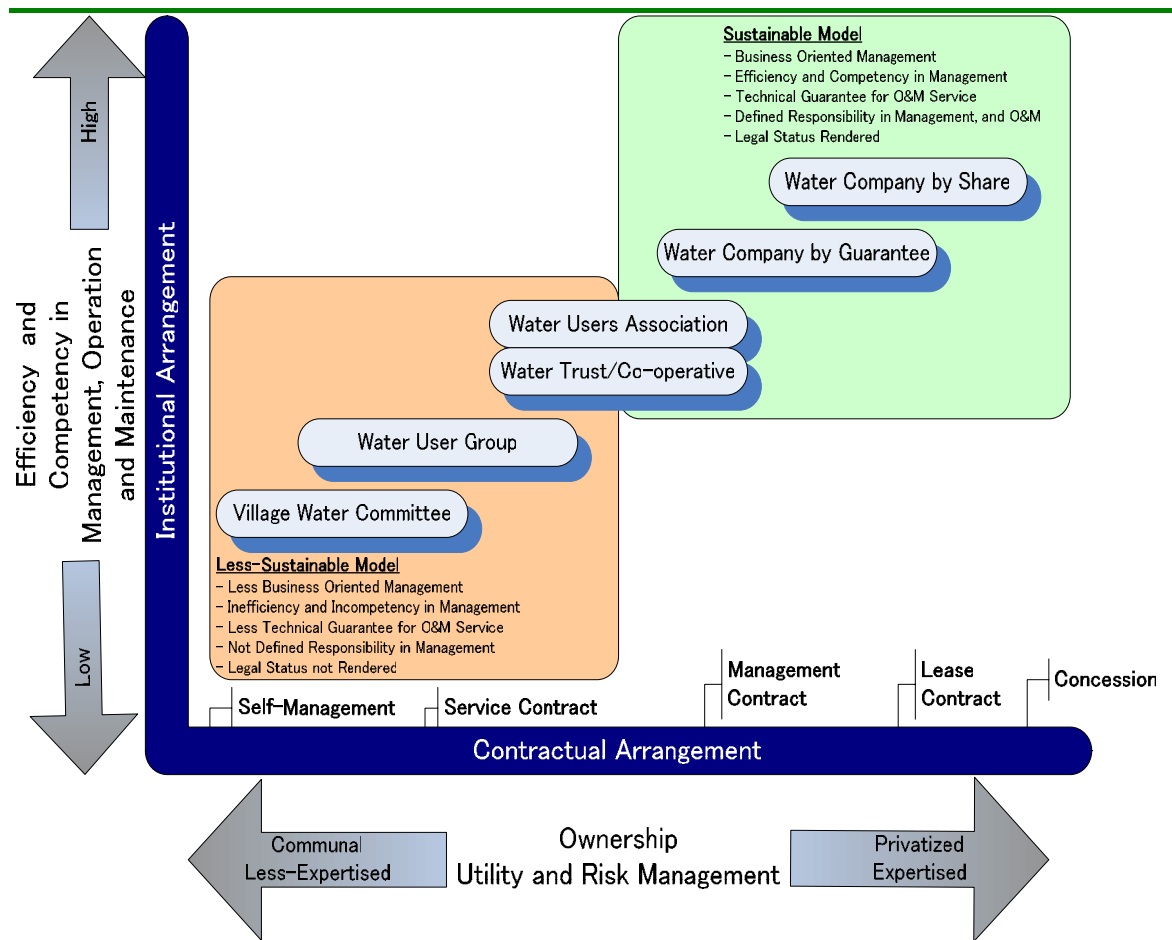 Sustainable Model
- Business Oriented Management
- Efficiency and Competency in Management
- Technical Guarantee for O&M Service
- Defined Responsibility in Management, and O&M
- Legal Status Rendered
Water Company by Share
Water Company by Guarantee
Water Users Association
Water Trust/Co-operative
Water User Group
Village Water Committee
Less-Sustainable Model
- Less Business Oriented Management
- Inefficiency and Incompetency in Management
- Less Technical Guarantee for O&M Service
- Not Defined Responsibility in Management
- Legal Status not Rendered
High
Efficiency and
Competency in
Management, Operation
and Maintenance
Low
Institutional Arrangement
Self-Management
Service Contract
Management
Contract
Lease
Contract
Concession
Contractual Arrangement
Communal
Less-Expertised
Ownership
Utility and Risk Management
Privatized
Expertised